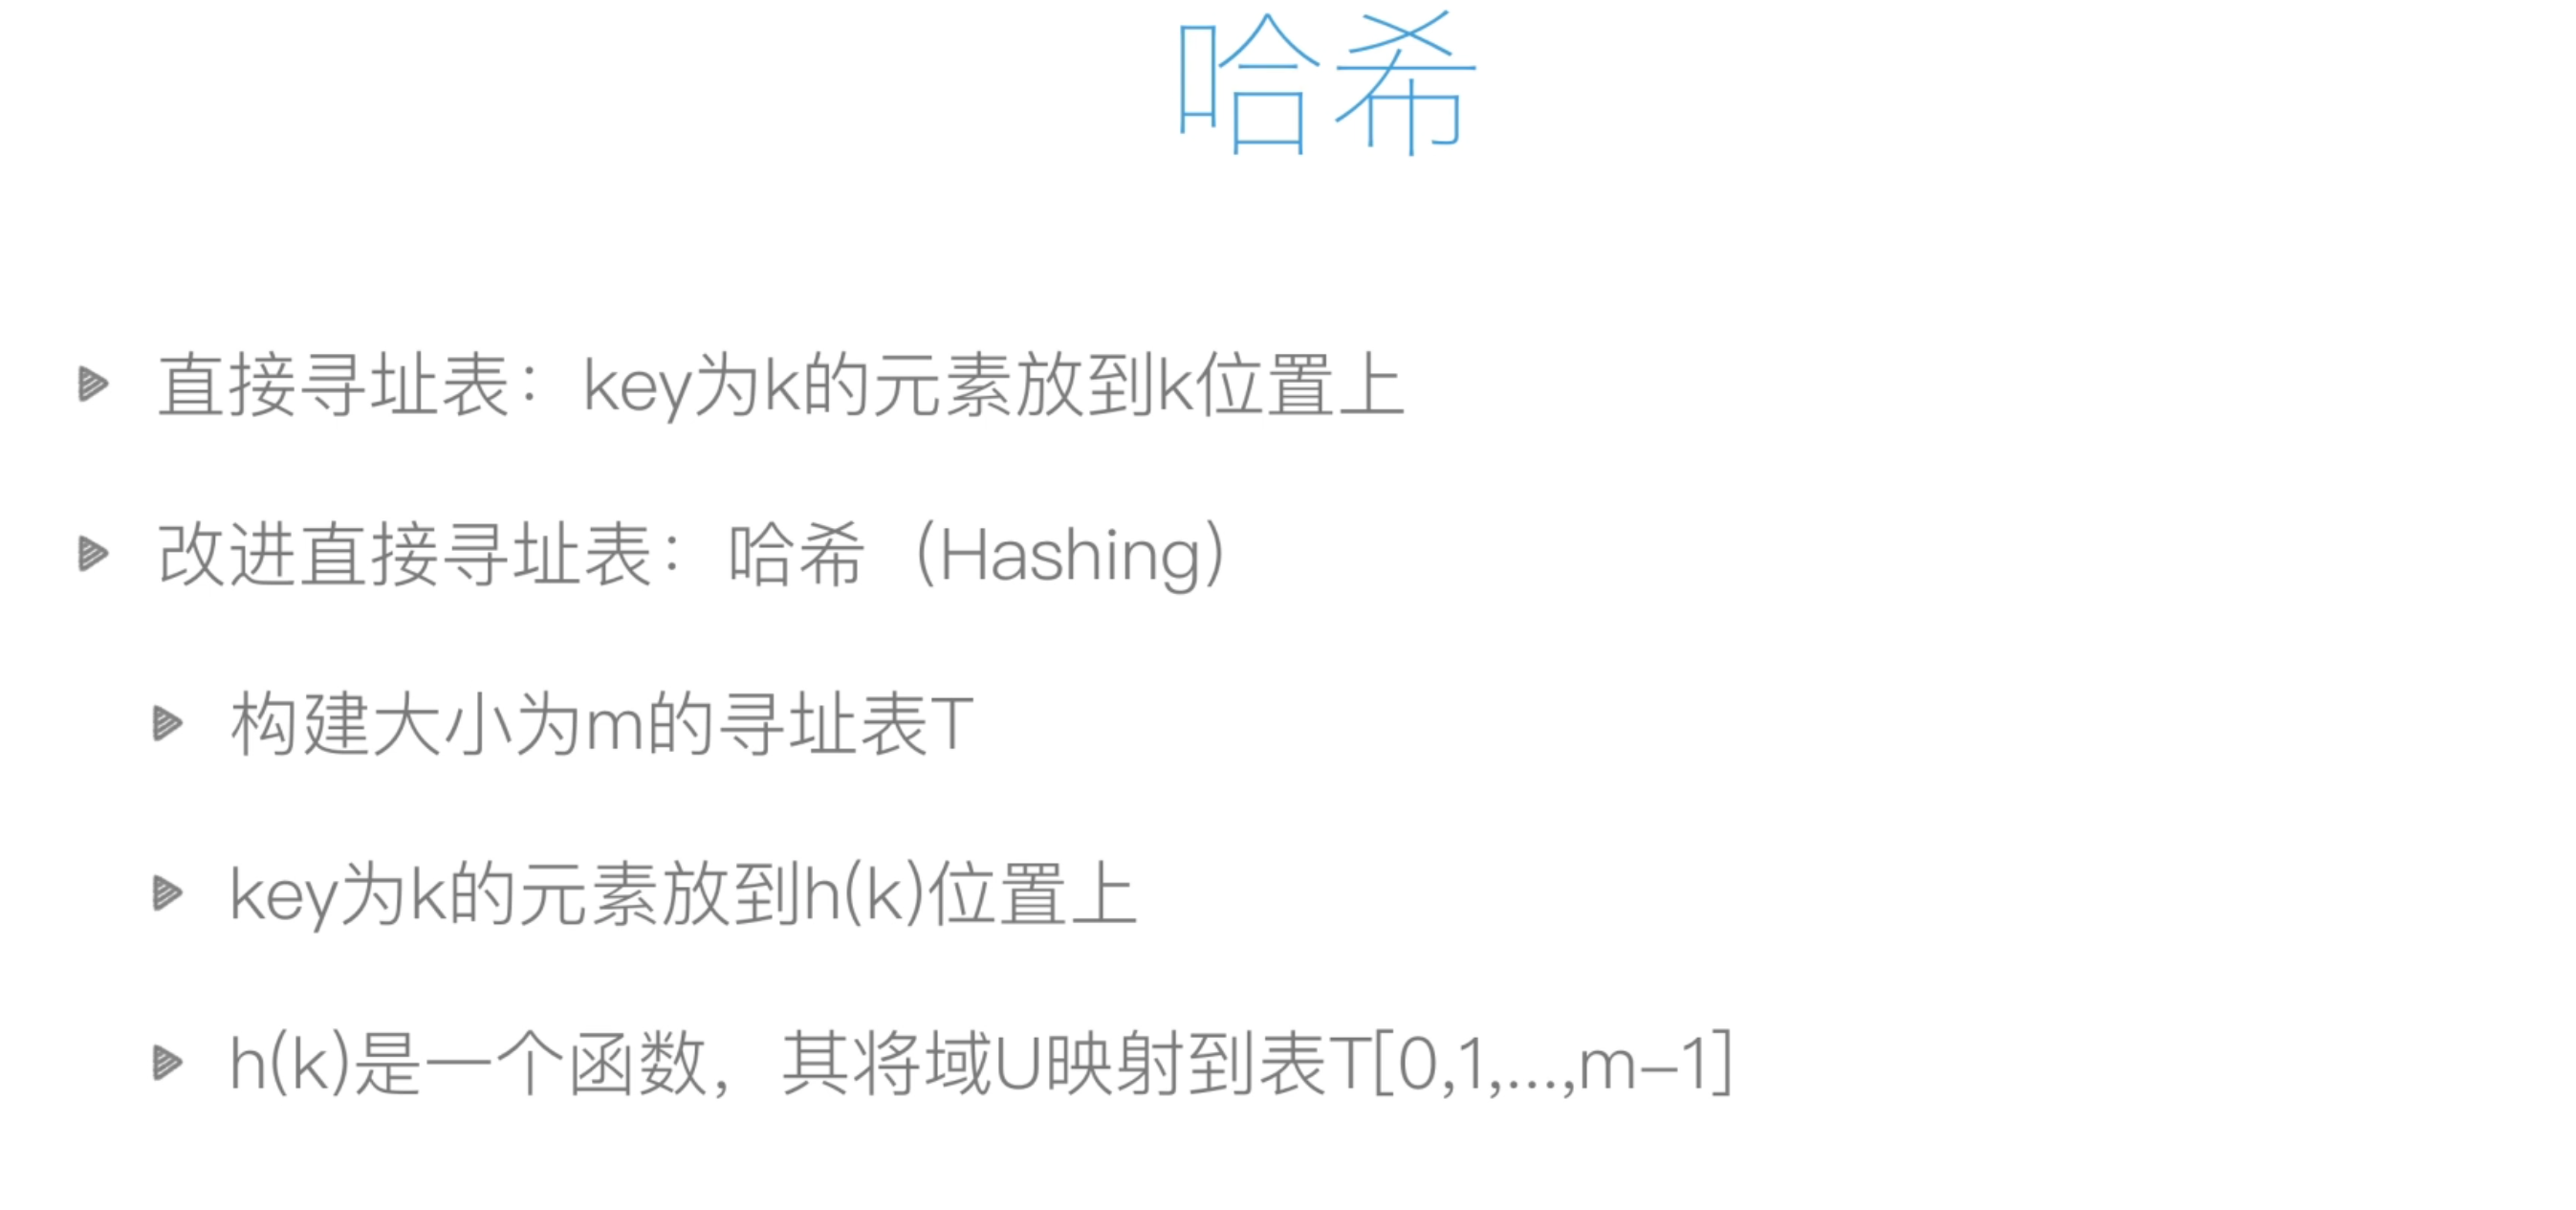 哈希
直接寻址表：key为k的元素放到k位置上
改进直接寻址表：哈希（Hashing）
构建大小为m的寻址表T
key为k的元素放到h(k)位置上
h(k)是一个函数，其将域U映射到表T[0,1,...,m-1]